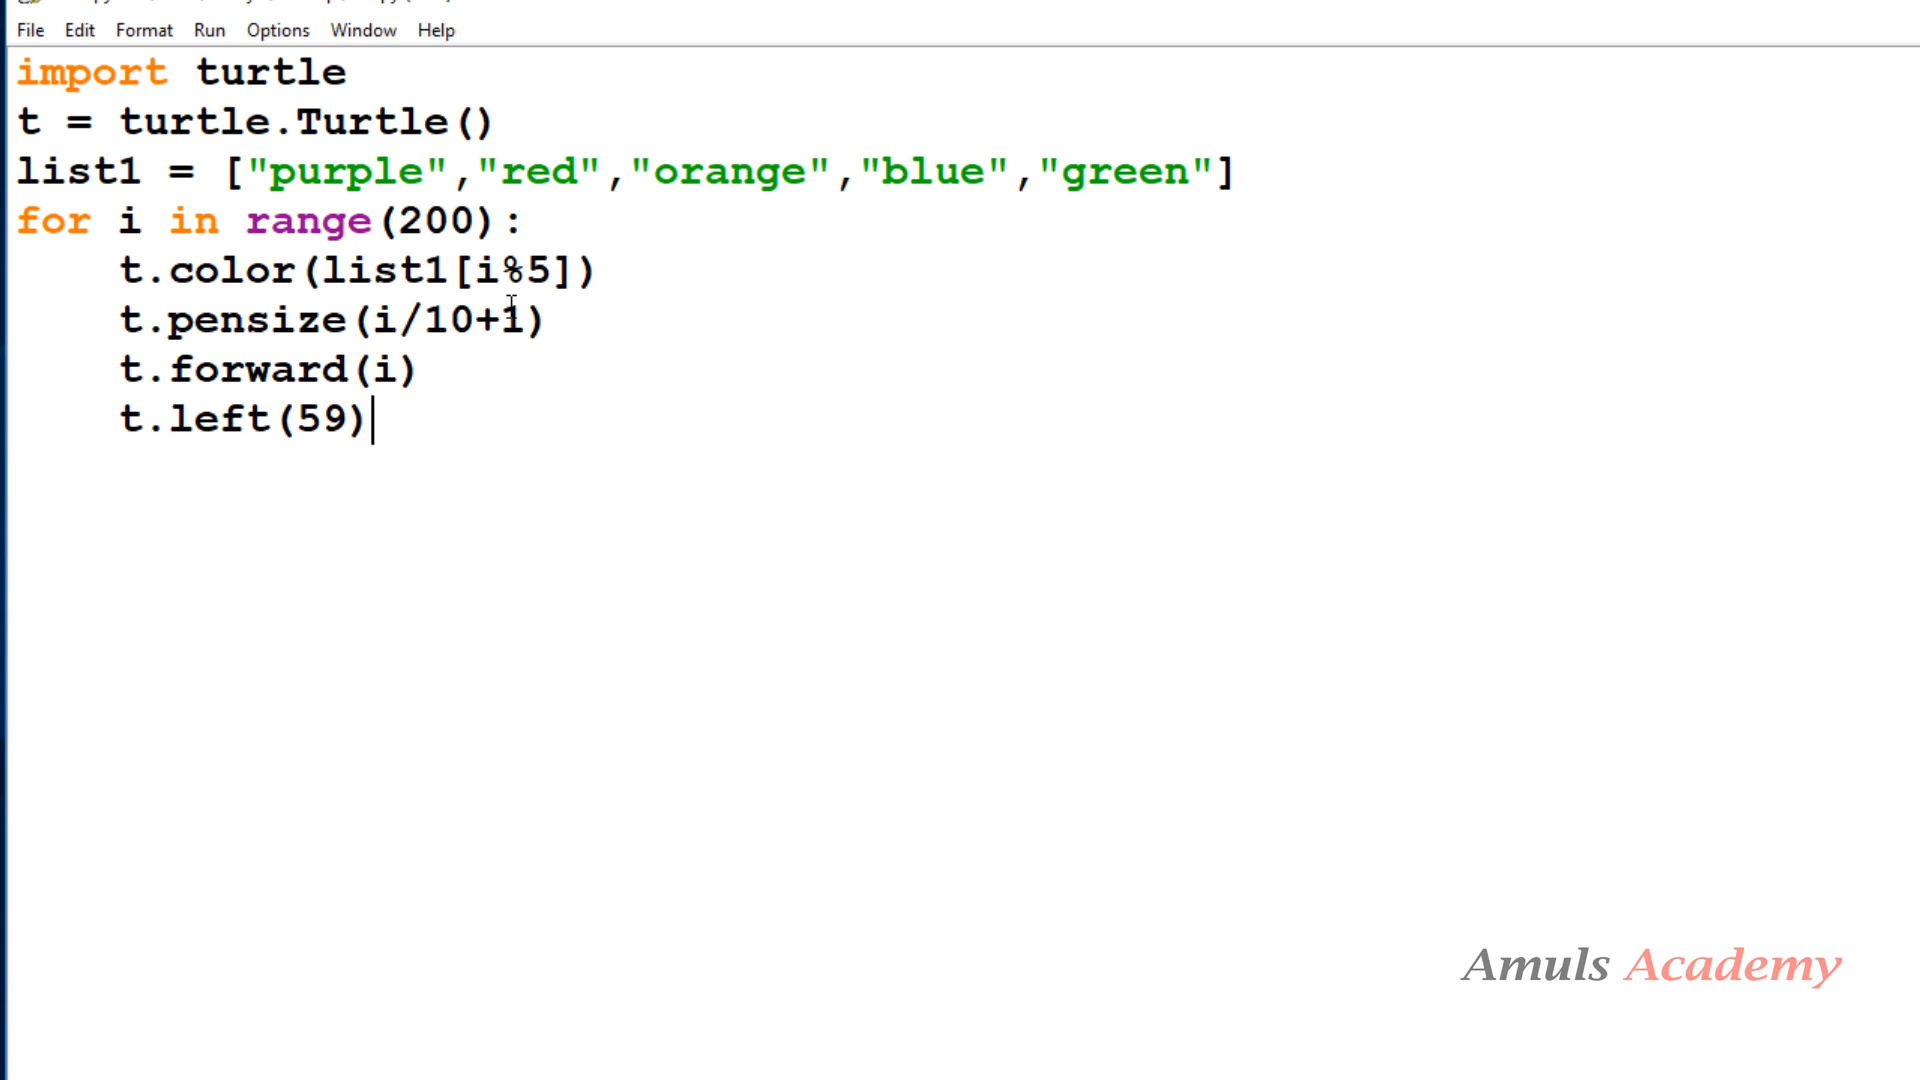 File Edit Format Run Options Window Help
import turtle
t = turtle.Turtle()
list1 = ["purple","red","orange","blue","green"]
for i in range(200):
    t.color(list1[i%5])
    t.pensize(i/10+1)
    t.forward(i)
    t.left(59)
Amuls Academy